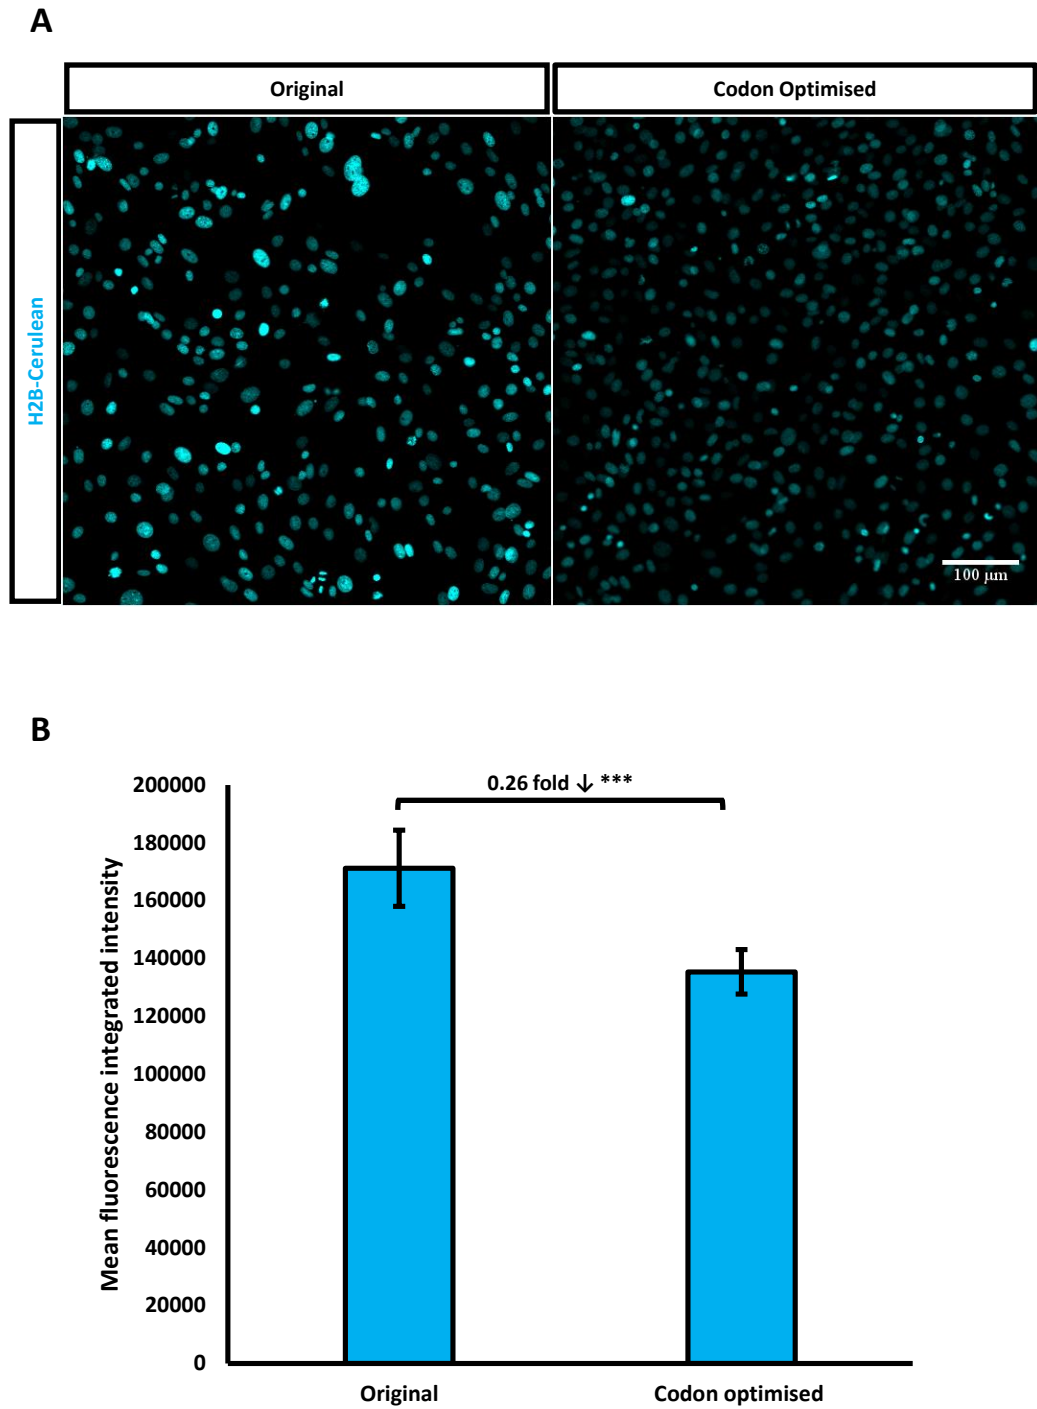 A
Original
Codon Optimised
H2B-Cerulean
100 μm
B
0.26 fold ↓ ***
Mean fluorescence integrated intensity
200000
180000
160000
140000
120000
100000
80000
60000
40000
20000
0
Original
Codon optimised